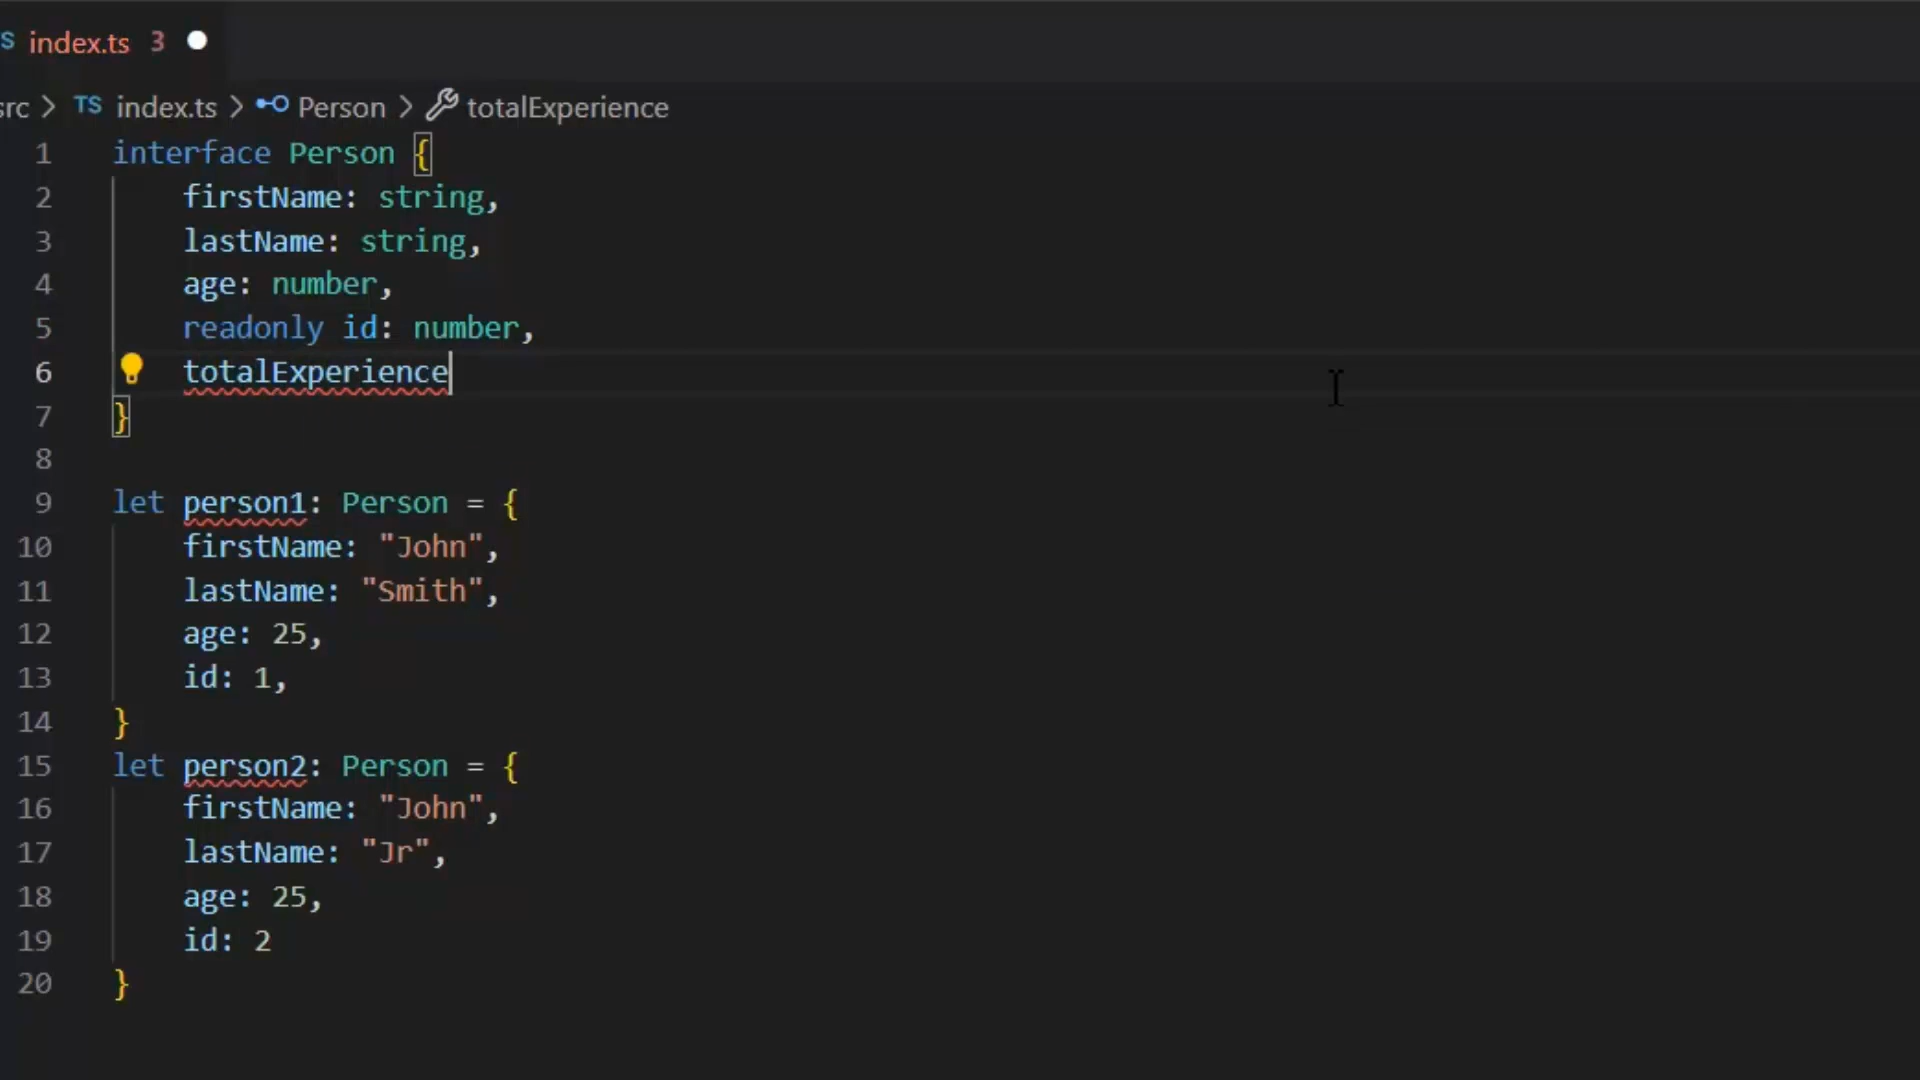 index.ts 3
src > TS index.ts > Person > totalExperience
1 interface Person {
2 firstName: string,
3 lastName: string,
4 age: number,
5 readonly id: number,
6 totalExperience
7 }
8
9 let person1: Person = {
10 firstName: "John",
11 lastName: "Smith",
12 age: 25,
13 id: 1,
14 }
15 let person2: Person = {
16 firstName: "John",
17 lastName: "Jr",
18 age: 25,
19 id: 2
20 }